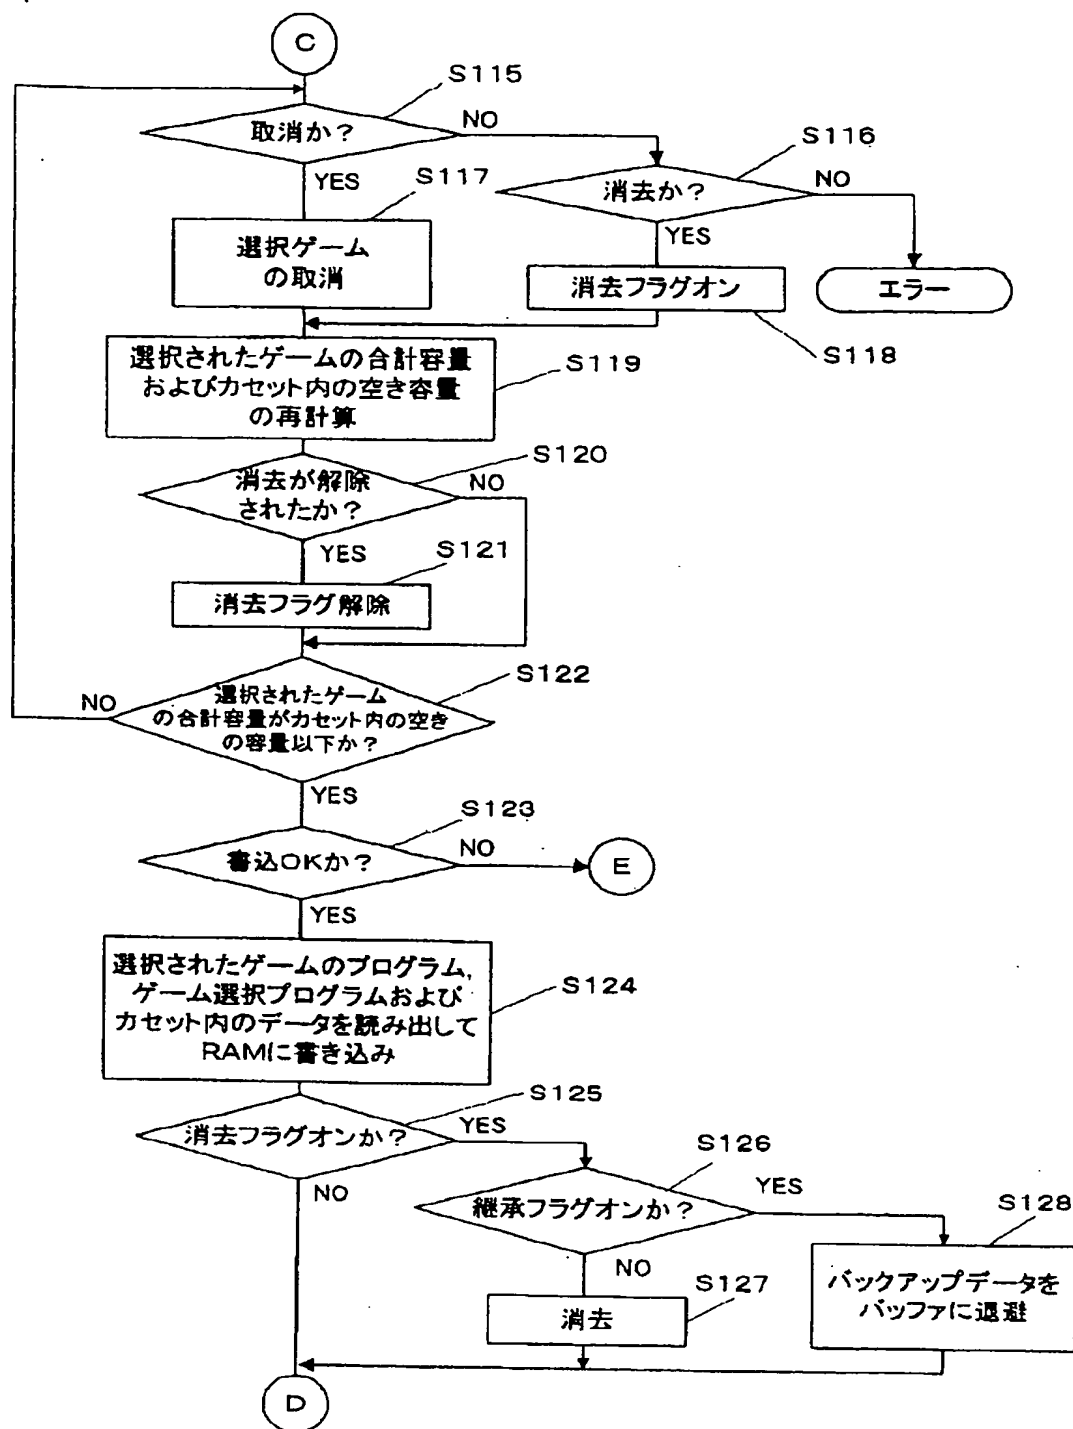 C
S115
取消か?
NO
S116
YES
S117
消去か?
NO
選択ゲーム
の取消
YES
消去フラグオン
エラー
S118
選択されたゲームの合計容量
およびカセット内の空き容量
の再計算
S119
S120
消去が解除
されたか?
NO
YES
S121
消去フラグ解除
S122
NO
選択されたゲーム
の合計容量がカセット内の空き
の容量以下か?
YES
S123
書込OKか?
NO
E
YES
選択されたゲームのプログラム,
ゲーム選択プログラムおよび
カセット内のデータを読み出して
RAMに書き込み
S124
S125
消去フラグオンか?
YES
S126
NO
継承フラグオンか?
YES
S128
NO
S127
消去
バックアップデータを
バッファに退避
D